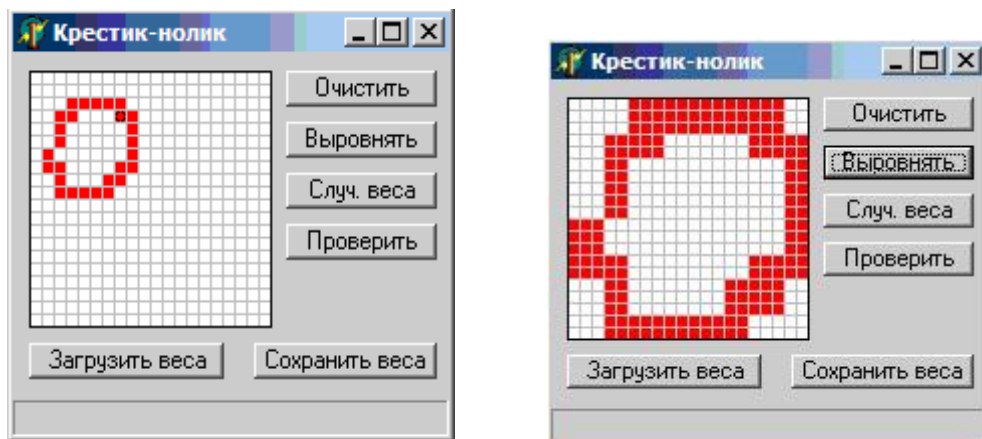 Крестик-нолик
Очистить
Выровнять
Случ. веса
Проверить
Загрузить веса
Сохранить веса
Крестик-нолик
Очистить
Выровнять
Случ. веса
Проверить
Загрузить веса
Сохранить веса